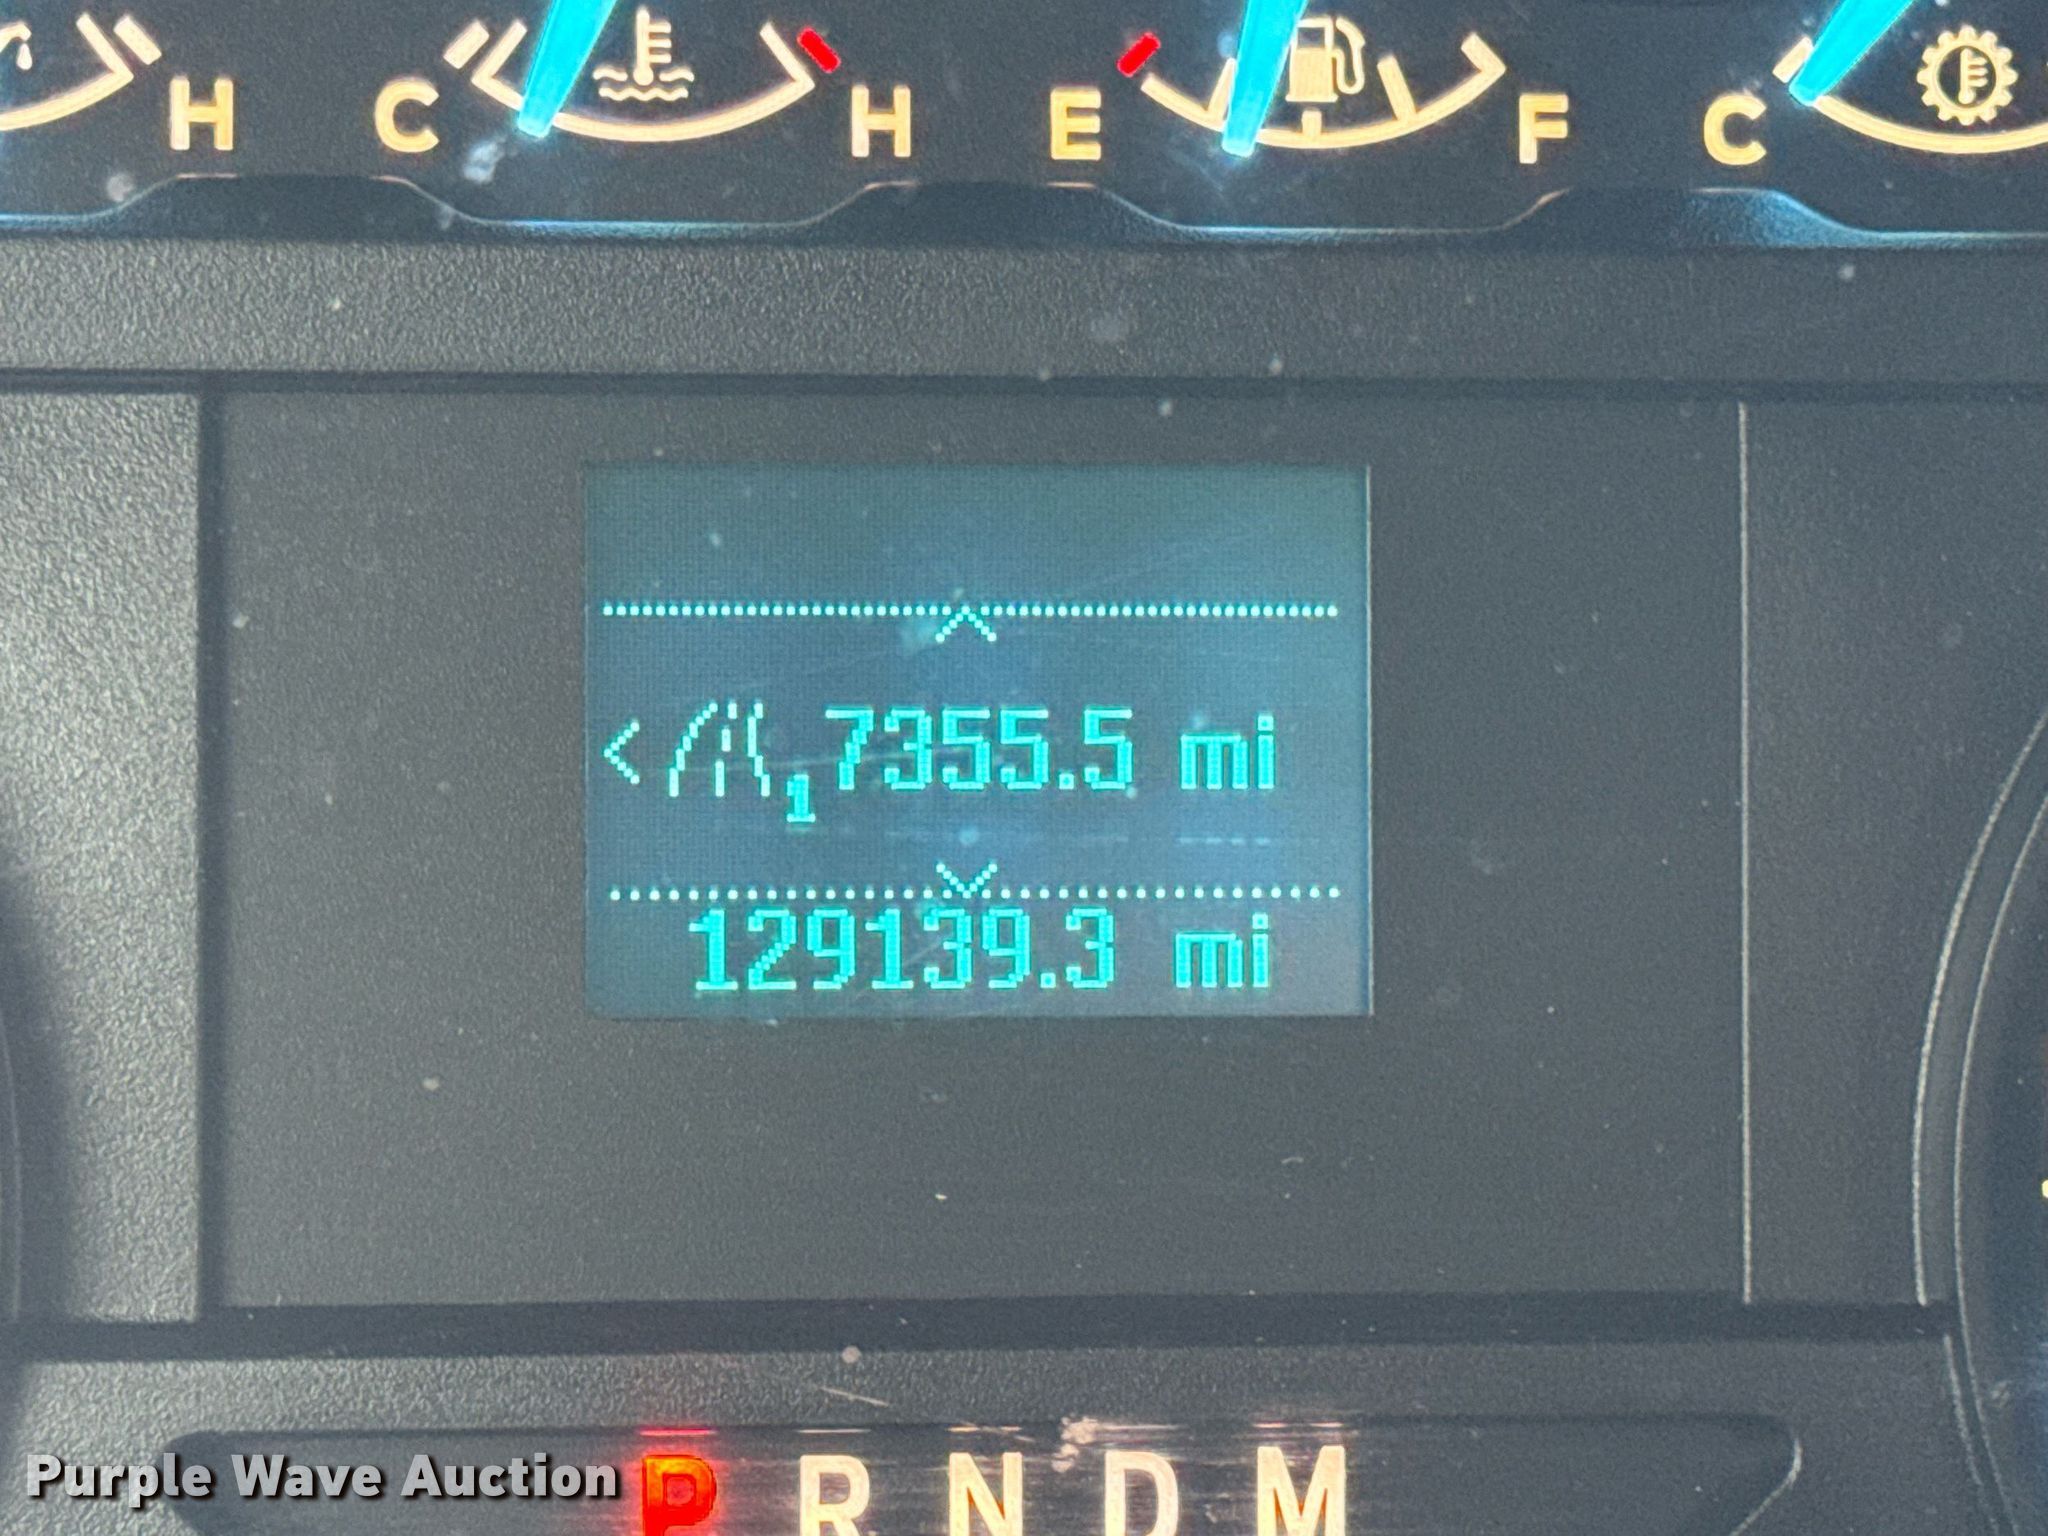 H C H E F C
< 1 7355.5 mi
129139.3 mi
P R N D M
Purple Wave Auction